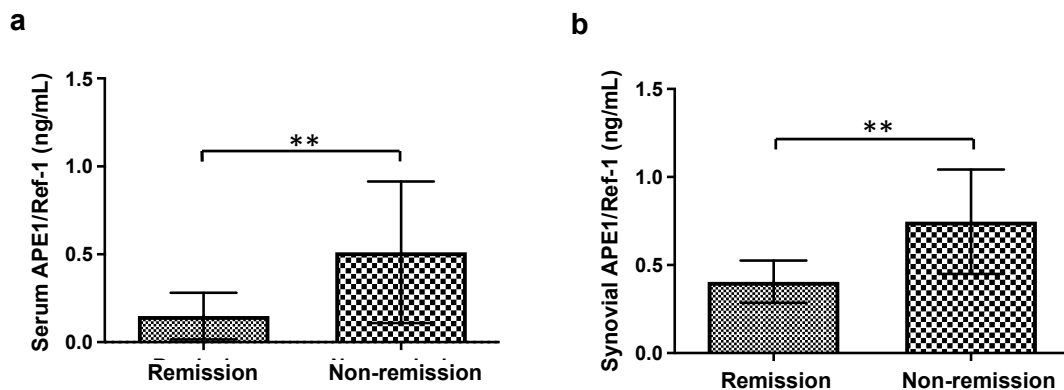 a
Serum APE1/Ref-1 (ng/mL)
1.5
1.0
0.5
0.0
**
Remission
Non-remission
b
Synovial APE1/Ref-1 (ng/mL)
1.5
1.0
0.5
0.0
**
Remission
Non-remission